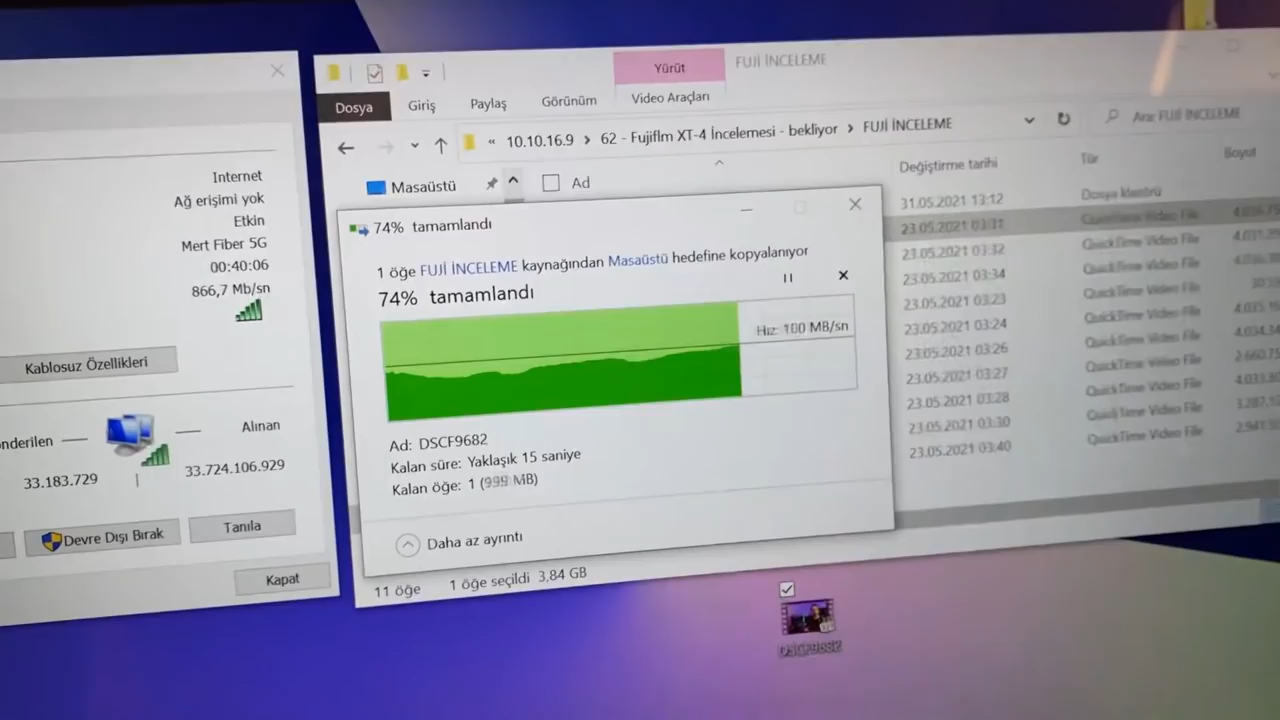 Internet
Ağ erişimi yok
Etkin
Mert Fiber 5G
00:40:06
866,7 Mb/sn
Kablosuz Özellikleri
nderilen
Alınan
33.183.729
33.724.106.929
Devre Dışı Bırak
Tanıla
Kapat
Yürüt
FUJİ İNCELEME
Dosya
Giriş
Paylaş
Görünüm
Video Araçları
« 10.10.16.9 > 62 - Fujiflm XT-4 İncelemesi - bekliyor > FUJİ İNCELEME
Ara: FUJİ İNCELEME
Masaüstü
Ad
Değiştirme tarihi
Tür
Boyut
31.05.2021 13:12 Dosya klasörü
23.05.2021 03:31 QuickTime Video File
23.05.2021 03:32 QuickTime Video File
23.05.2021 03:34 QuickTime Video File
23.05.2021 03:23 QuickTime Video File
23.05.2021 03:24 QuickTime Video File
23.05.2021 03:26 QuickTime Video File
23.05.2021 03:27 QuickTime Video File
23.05.2021 03:28 QuickTime Video File
23.05.2021 03:30 QuickTime Video File
23.05.2021 03:40 QuickTime Video File
74% tamamlandı
1 öğe FUJİ İNCELEME kaynağından Masaüstü hedefine kopyalanıyor
74% tamamlandı
Hız: 100 MB/sn
Ad: DSCF9682
Kalan süre: Yaklaşık 15 saniye
Kalan öğe: 1 (999 MB)
Daha az ayrıntı
11 öğe
1 öğe seçildi 3,84 GB
DSCF9682